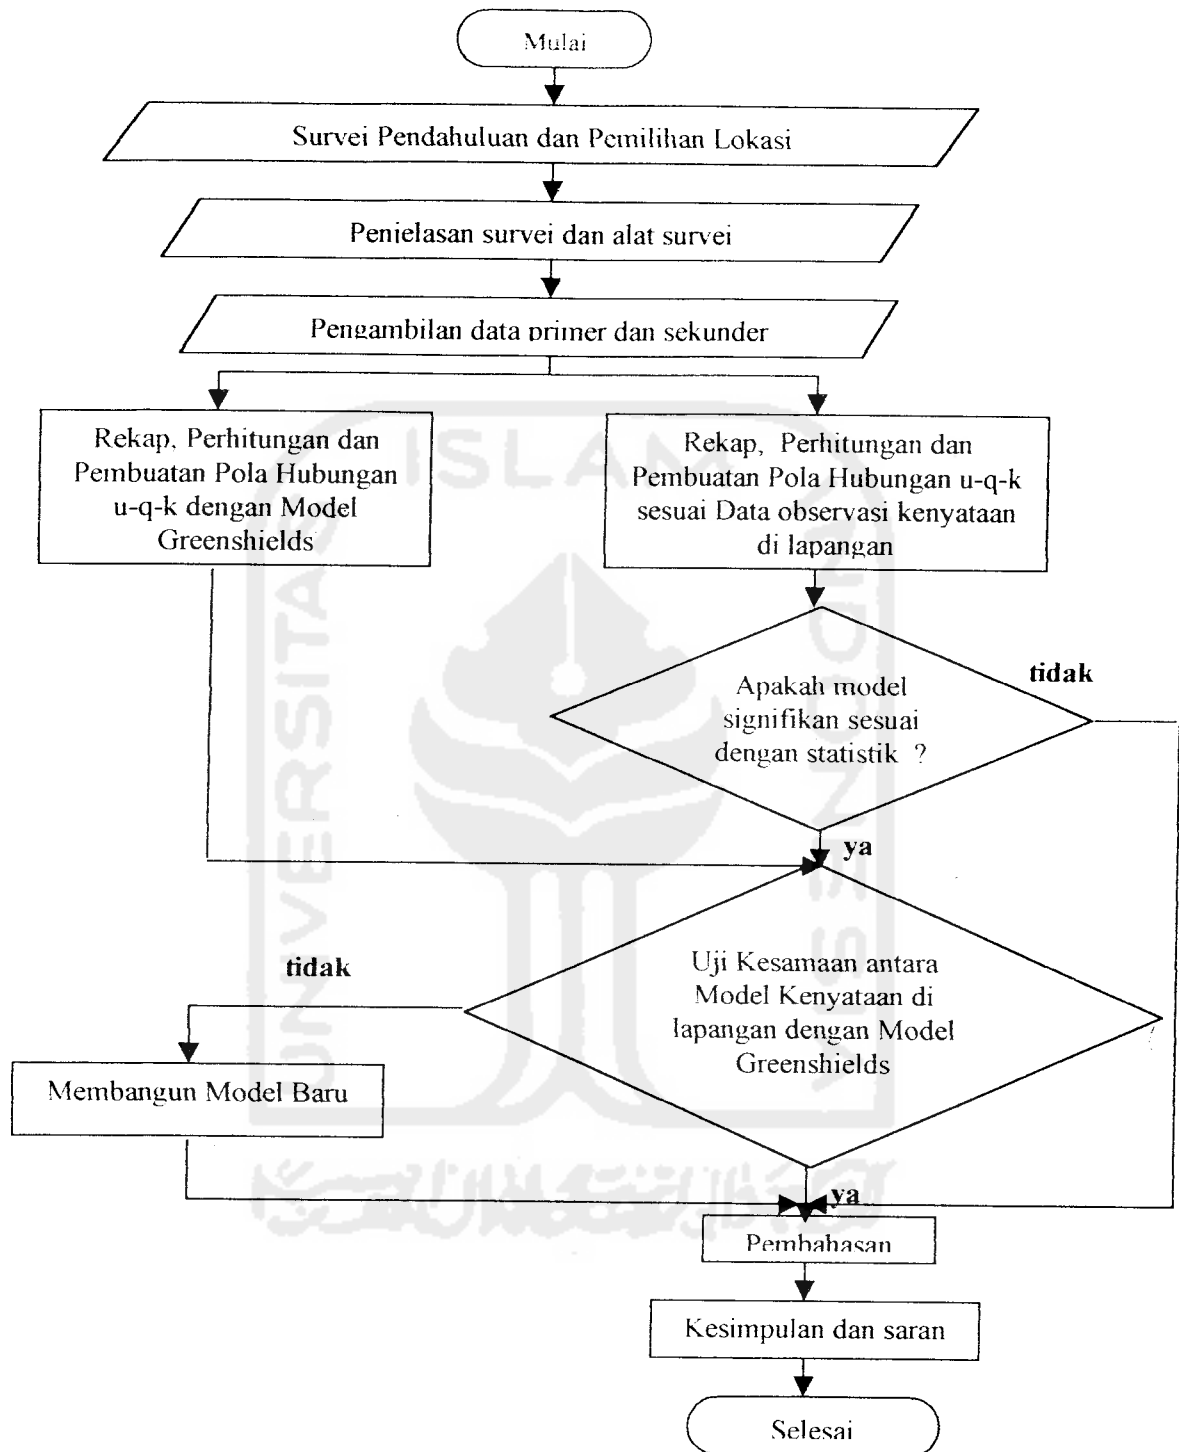 Mulai
Survei Pendahuluan dan Pemilihan Lokasi
Penjelasan survei dan alat survei
Pengambilan data primer dan sekunder
Rekap, Perhitungan dan
Pembuatan Pola Hubungan
u-q-k dengan Model
Greenshields
Rekap, Perhitungan dan
Pembuatan Pola Hubungan u-q-k
sesuai Data observasi kenyataan
di lapangan
Apakah model
signifikan sesuai
dengan statistik ?
tidak
ya
Uji Kesamaan antara
Model Kenyataan di
lapangan dengan Model
Greenshields
tidak
Membangun Model Baru
ya
Pembahasan
Kesimpulan dan saran
Selesai
UNIVERSITAS
ISLAM
INDONESIA